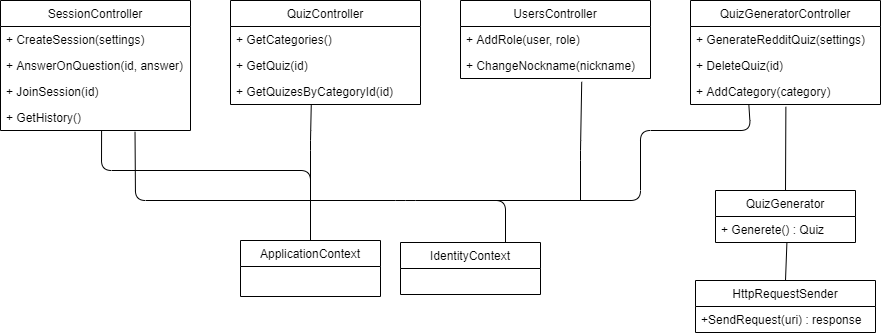 SessionController
+ CreateSession(settings)
+ AnswerOnQuestion(id, answer)
+ JoinSession(id)
+ GetHistory()
QuizController
+ GetCategories()
+ GetQuiz(id)
+ GetQuizesByCategoryId(id)
UsersController
+ AddRole(user, role)
+ ChangeNockname(nickname)
QuizGeneratorController
+ GenerateRedditQuiz(settings)
+ DeleteQuiz(id)
+ AddCategory(category)
QuizGenerator
+ Generete() : Quiz
ApplicationContext
IdentityContext
HttpRequestSender
+SendRequest(uri) : response